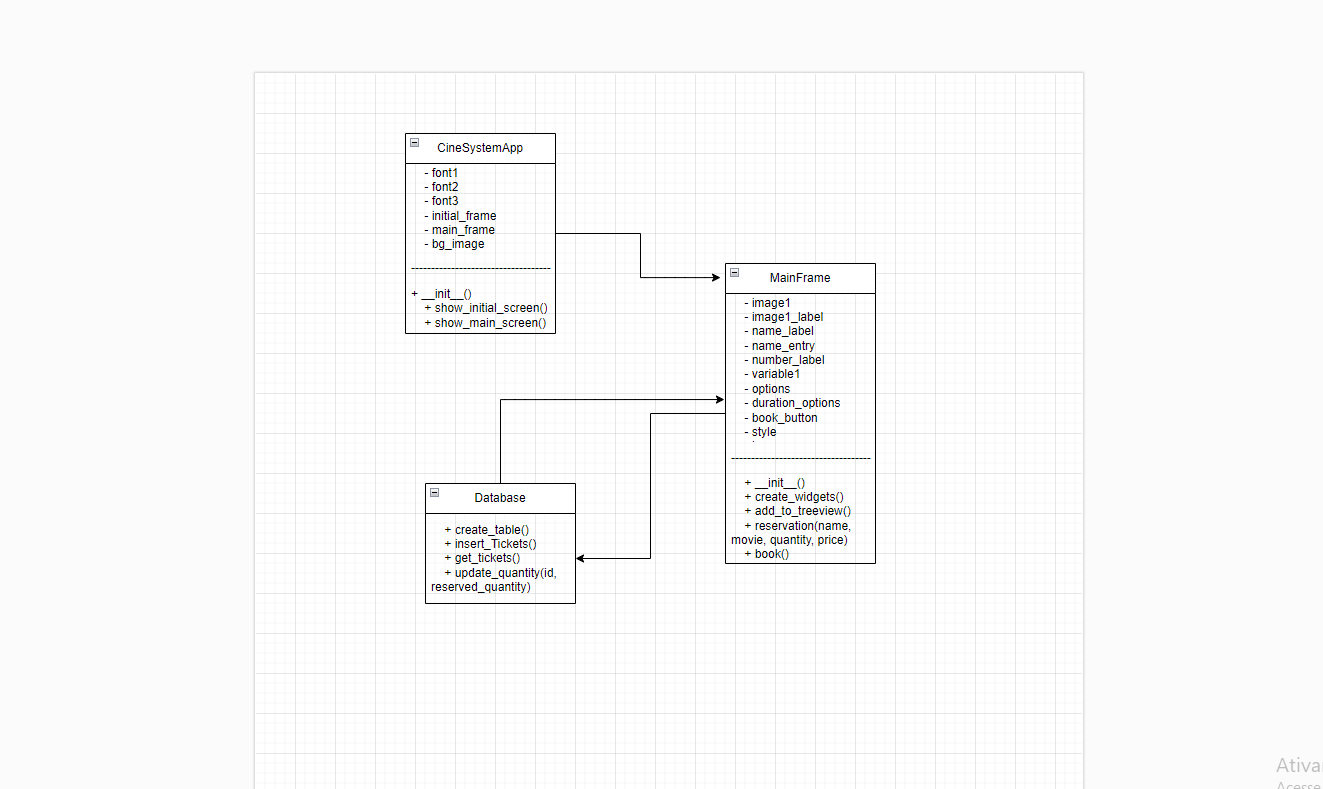 CineSystemApp
- font1
- font2
- font3
- initial_frame
- main_frame
- bg_image
-----------------------------------
+ __init__()
+ show_initial_screen()
+ show_main_screen()
MainFrame
- image1
- image1_label
- name_label
- name_entry
- number_label
- variable1
- options
- duration_options
- book_button
- style
-----------------------------------
+ __init__()
+ create_widgets()
+ add_to_treeview()
+ reservation(name,
movie, quantity, price)
+ book()
Database
+ create_table()
+ insert_Tickets()
+ get_tickets()
+ update_quantity(id,
reserved_quantity)
Ativa
Acesse